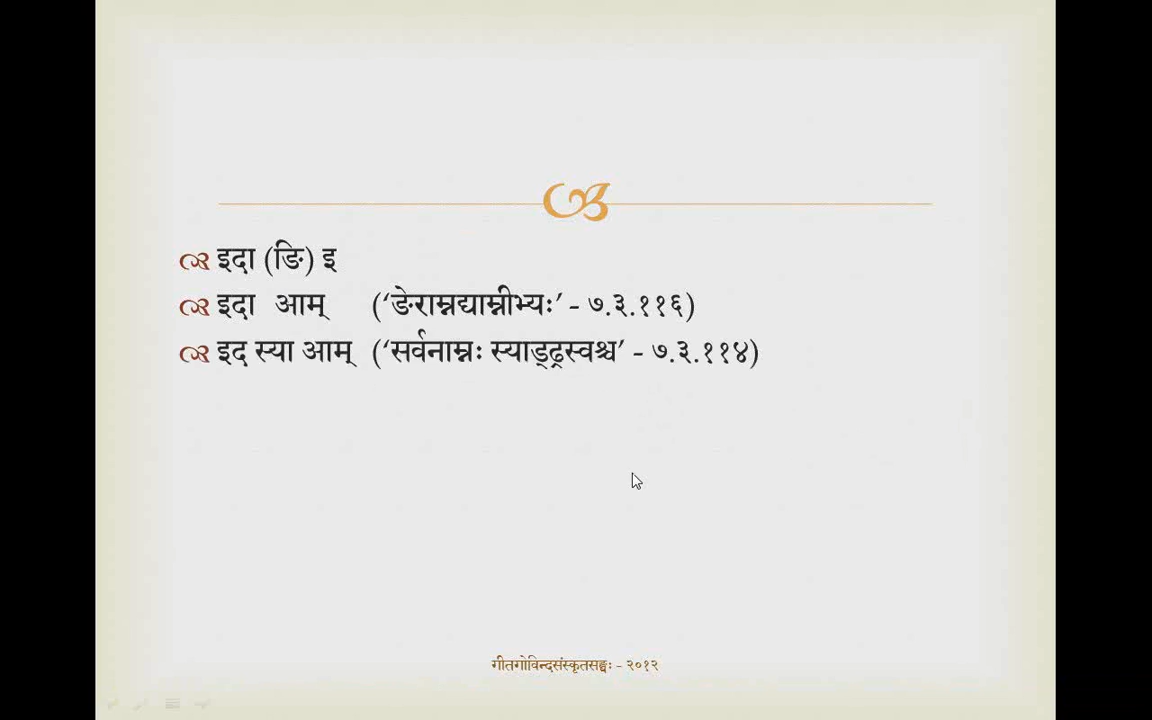 इदा (ङि) इ
इदा आम् (‘ङेराम्नद्याम्नीभ्यः’ - ७.३.११६)
इद स्या आम् (‘सर्वनाम्नः स्याड्ढ्रस्वश्च’ - ७.३.११४)
गीतगोविन्दसंस्कृतसङ्घः - २०१२